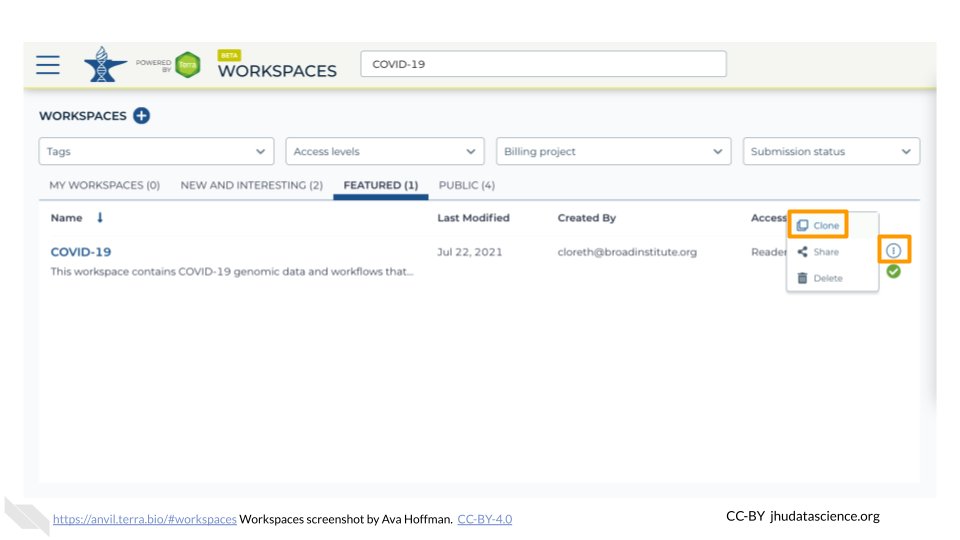 POWERED BY Terra
BETA
WORKSPACES
COVID-19
WORKSPACES
Tags
Access levels
Billing project
Submission status
MY WORKSPACES (0) NEW AND INTERESTING (2) FEATURED (1) PUBLIC (4)
Name Last Modified Created By Access
Clone
COVID-19 Jul 22, 2021 cloreth@broadinstitute.org Reader Share
This workspace contains COVID-19 genomic data and workflows that...
Delete
https://anvil.terra.bio/#workspaces Workspaces screenshot by Ava Hoffman. CC-BY-4.0
CC-BY jhudatascience.org